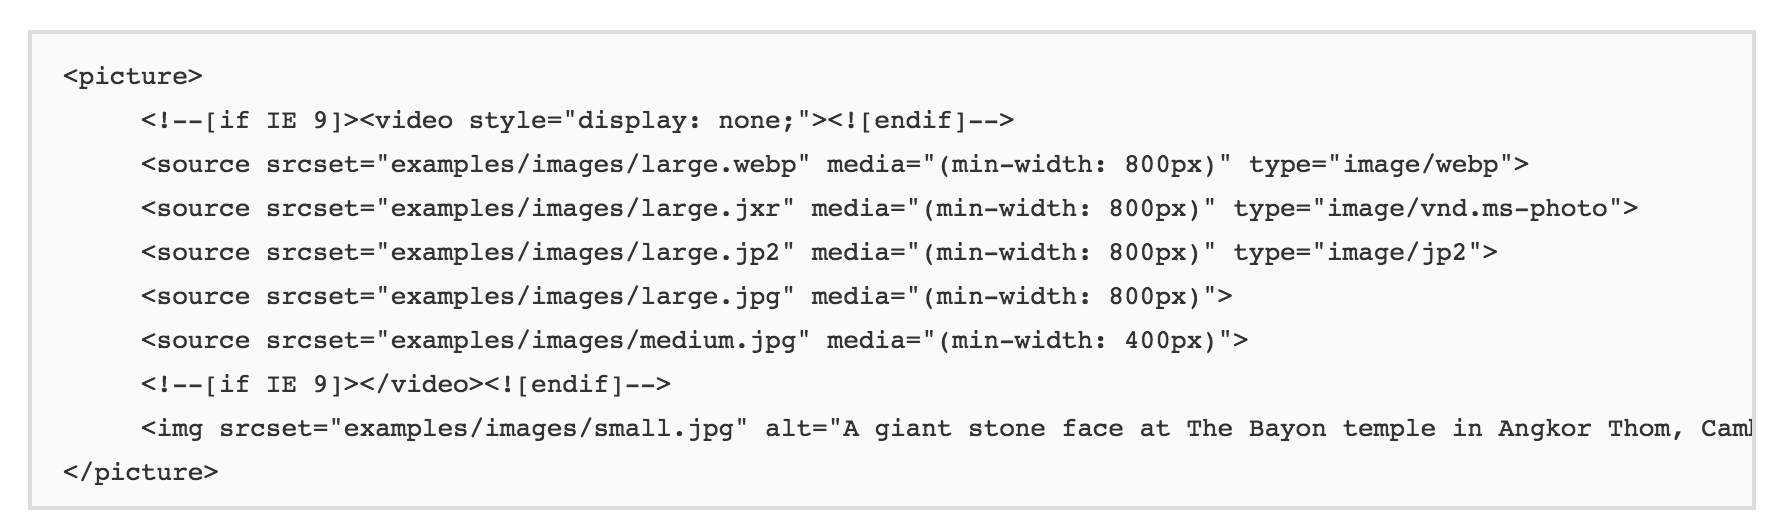 <picture>
<!--[if IE 9]><video style="display: none;"><![endif]-->
<source srcset="examples/images/large.webp" media="(min-width: 800px)" type="image/webp">
<source srcset="examples/images/large.jxr" media="(min-width: 800px)" type="image/vnd.ms-photo">
<source srcset="examples/images/large.jp2" media="(min-width: 800px)" type="image/jp2">
<source srcset="examples/images/large.jpg" media="(min-width: 800px)">
<source srcset="examples/images/medium.jpg" media="(min-width: 400px)">
<!--[if IE 9]></video><![endif]-->
<img srcset="examples/images/small.jpg" alt="A giant stone face at The Bayon temple in Angkor Thom,
</picture>